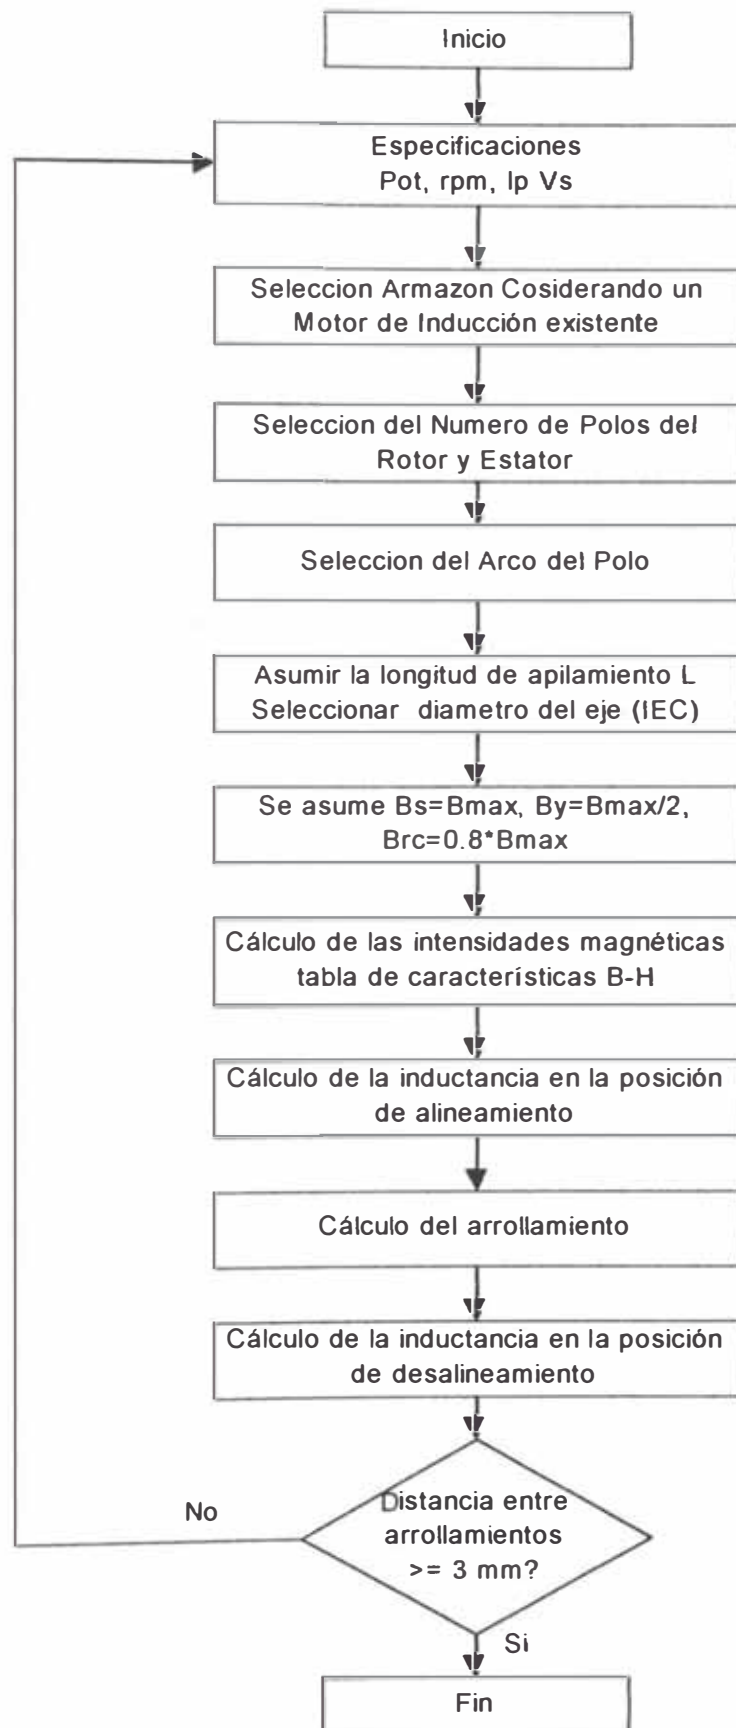 Inicio
Especificaciones
Pot, rpm, Ip Vs
Seleccion Armazon Cosiderando un
Motor de Inducción existente
Seleccion del Numero de Polos del
Rotor y Estator
Seleccion del Arco del Polo
Asumir la longitud de apilamiento L
Seleccionar diametro del eje (IEC)
Se asume Bs=Bmax, By=Bmax/2,
Brc=0.8*Bmax
Cálculo de las intensidades magnéticas
tabla de características B-H
Cálculo de la inductancia en la posición
de alineamiento
Cálculo del arrollamiento
Cálculo de la inductancia en la posición
de desalineamiento
No
Distancia entre
arrollamientos
>= 3 mm?
Si
Fin